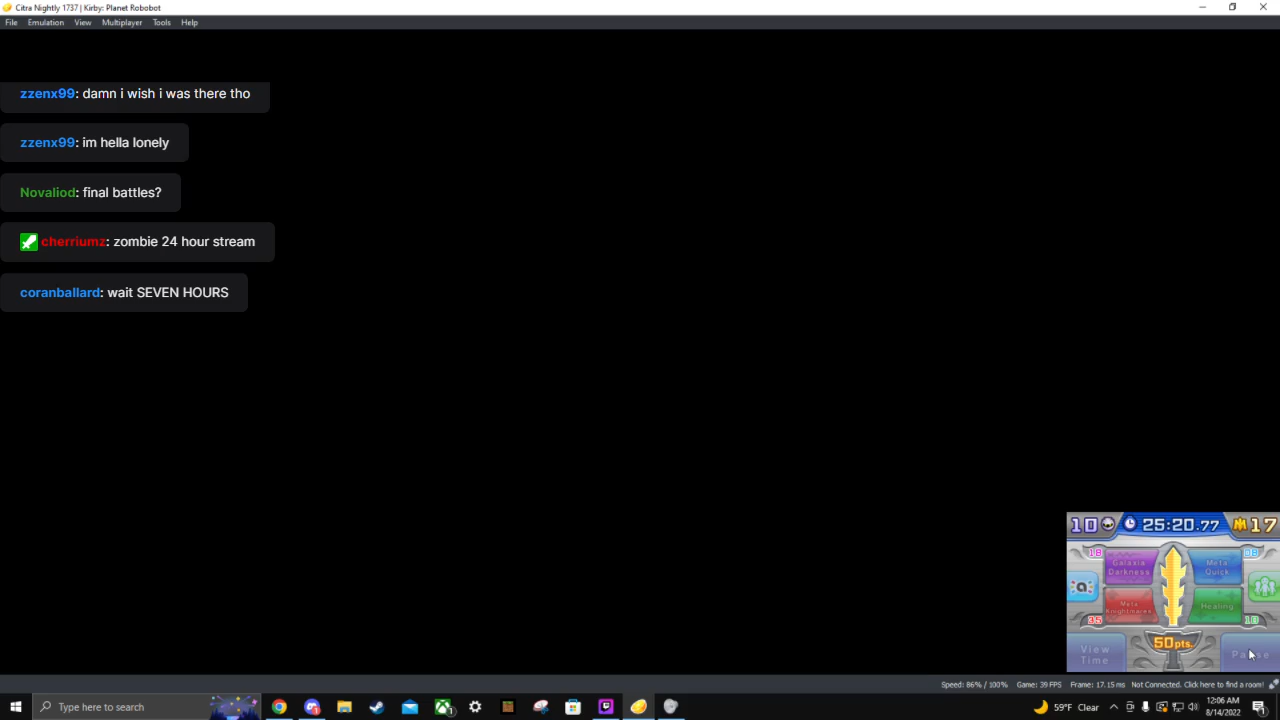 Citra Nightly 1737 | Kirby: Planet Robobot
File Emulation View Multiplayer Tools Help
zzenx99: damn i wish i was there tho
zzenx99: im hella lonely
Novaliod: final battles?
cherriumz: zombie 24 hour stream
coranballard: wait SEVEN HOURS
10 25:20.77 17
18 08
Galaxia Darkness
Meta Quick
Meta Knightmares
Healing
35 10
View Time
50pts.
Pause
Speed: 86% / 100% Game: 39 FPS Frame: 17.15 ms Not Connected. Click here to find a room!
Type here to search
59°F Clear
12:06 AM
8/14/2022